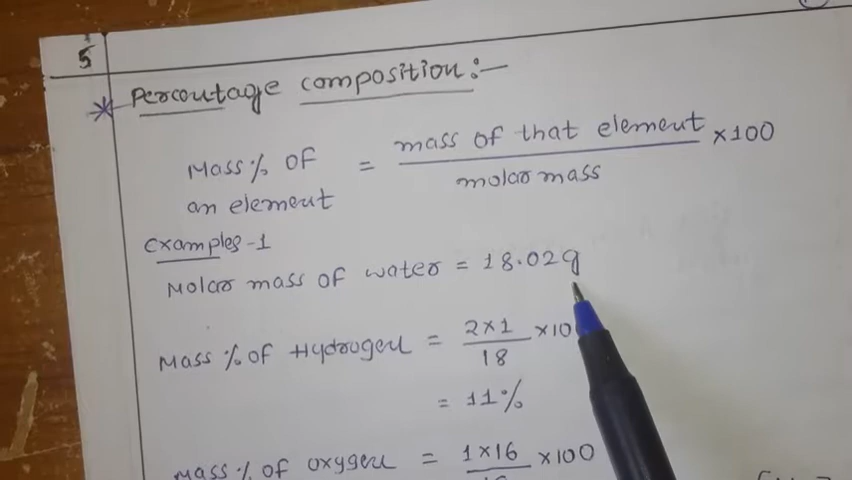 5
* Percentage composition:-
Mass% of an element = mass of that element / molar mass ×100
Examples-1
Molar mass of water = 18.02g
Mass % of Hydrogen = 2×1 / 18 ×10
= 11%
Mass % of oxygen = 1×16 ×100